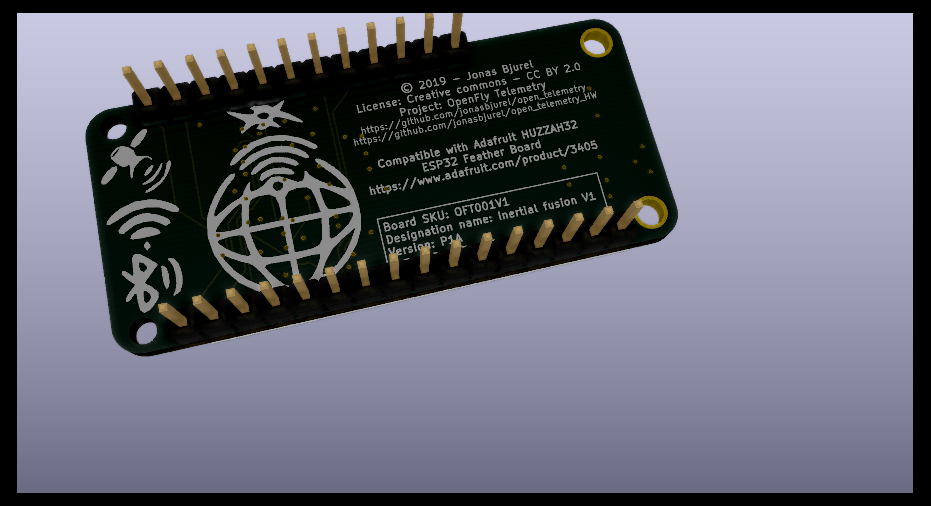 © 2019 - Jonas Bjurel
License: Creative commons - CC BY 2.0
Project: OpenFly Telemetry
https://github.com/jonasbjurel/open_telemetry
https://github.com/jonasbjurel/open_telemetry_HW
Compatible with Adafruit HUZZAH32
ESP32 Feather Board
https://www.adafruit.com/product/3405
Board SKU: OFT001V1
Designation name: Inertial fusion V1
Version: P1A